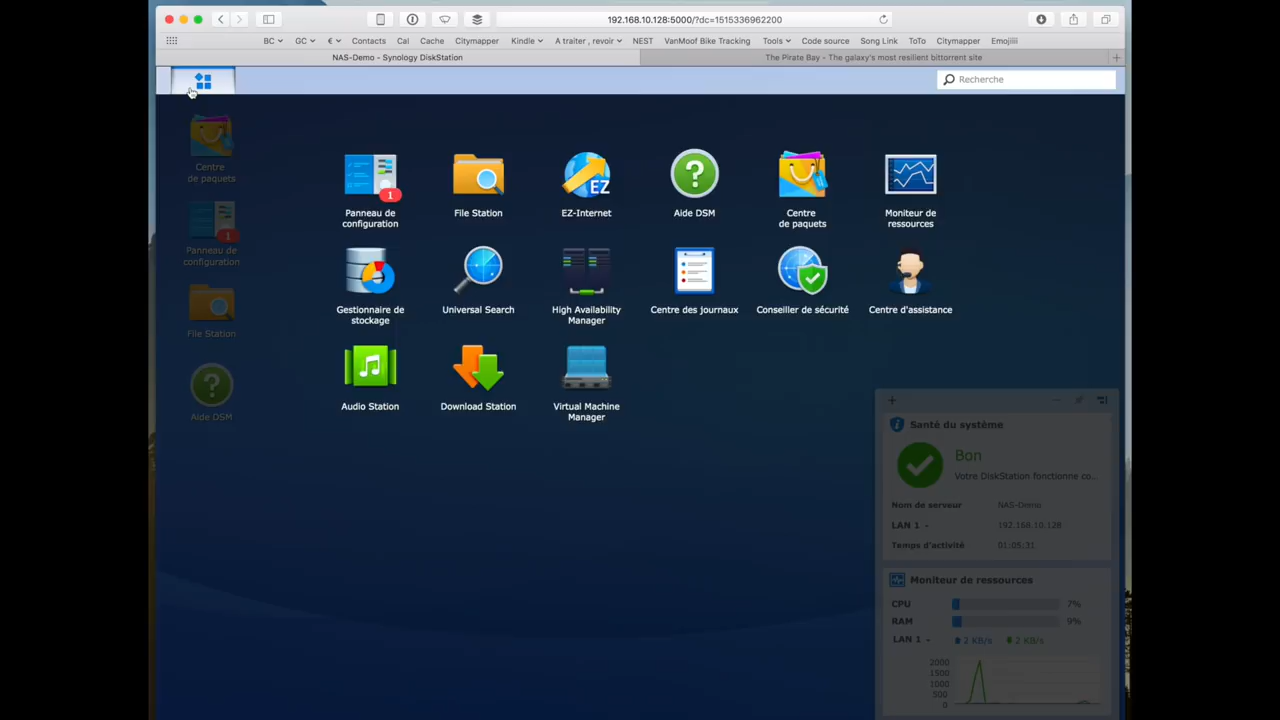 192.168.10.128:5000/?dc=1515336962200
BC GC € Contacts Cal Cache Citymapper Kindle A traiter , revoir NEST VanMoof Bike Tracking Tools Code source Song Link ToTo Citymapper Emojiiii
NAS-Demo - Synology DiskStation
The Pirate Bay - The galaxy's most resilient bittorrent site
Recherche
Centre
de paquets
1
Panneau de
configuration
File Station
Aide DSM
1
Panneau de
configuration
File Station
EZ
EZ-Internet
Aide DSM
Centre
de paquets
Moniteur de
ressources
Gestionnaire de
stockage
Universal Search
High Availability
Manager
Centre des journaux
Conseiller de sécurité
Centre d'assistance
Audio Station
Download Station
Virtual Machine
Manager
Santé du système
Bon
Votre DiskStation fonctionne co...
Nom de serveur NAS-Demo
LAN 1 192.168.10.128
Temps d'activité 01:05:31
Moniteur de ressources
CPU 7%
RAM 9%
LAN 1 2 KB/s 2 KB/s
2000
1500
1000
500
0